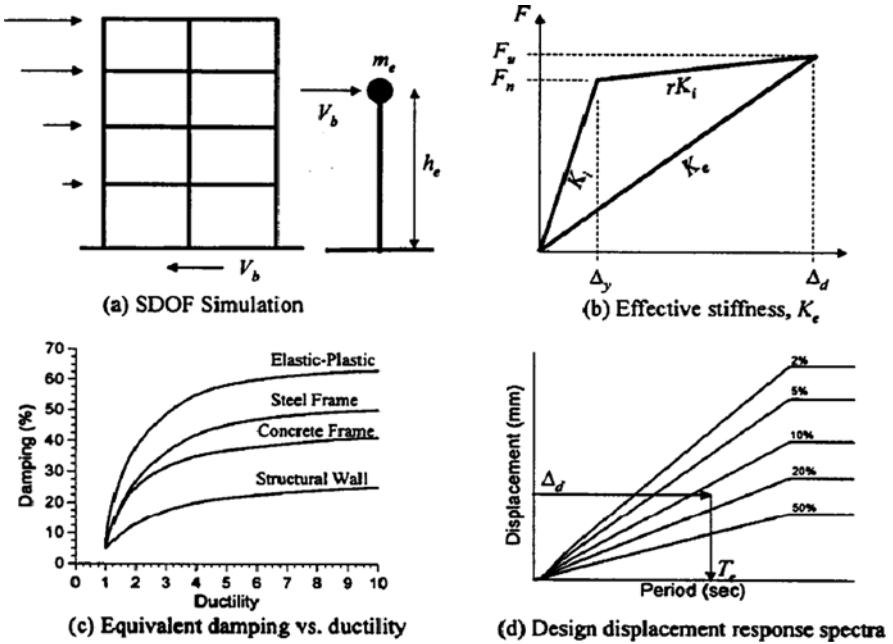 m_e
V_b
h_e
V_b
(a) SDOF Simulation
F
F_u
F_n
rK_i
K_i
K_e
Δ_y
Δ_d
(b) Effective stiffness, K_e
70
60
50
40
30
20
10
0
Damping (%)
Elastic-Plastic
Steel Frame
Concrete Frame
Structural Wall
0 1 2 3 4 5 6 7 8 9 10
Ductility
(c) Equivalent damping vs. ductility
Displacement (mm)
2%
5%
10%
20%
50%
Δ_d
T_e
Period (sec)
(d) Design displacement response spectra